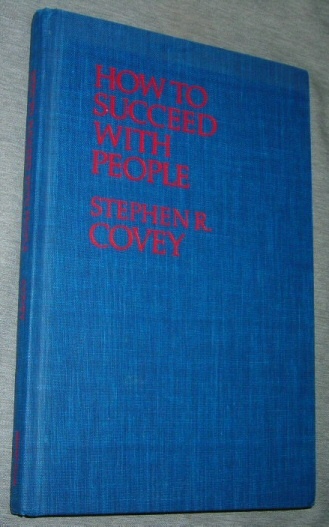 HOW TO
SUCCEED
WITH
PEOPLE
STEPHEN R.
COVEY